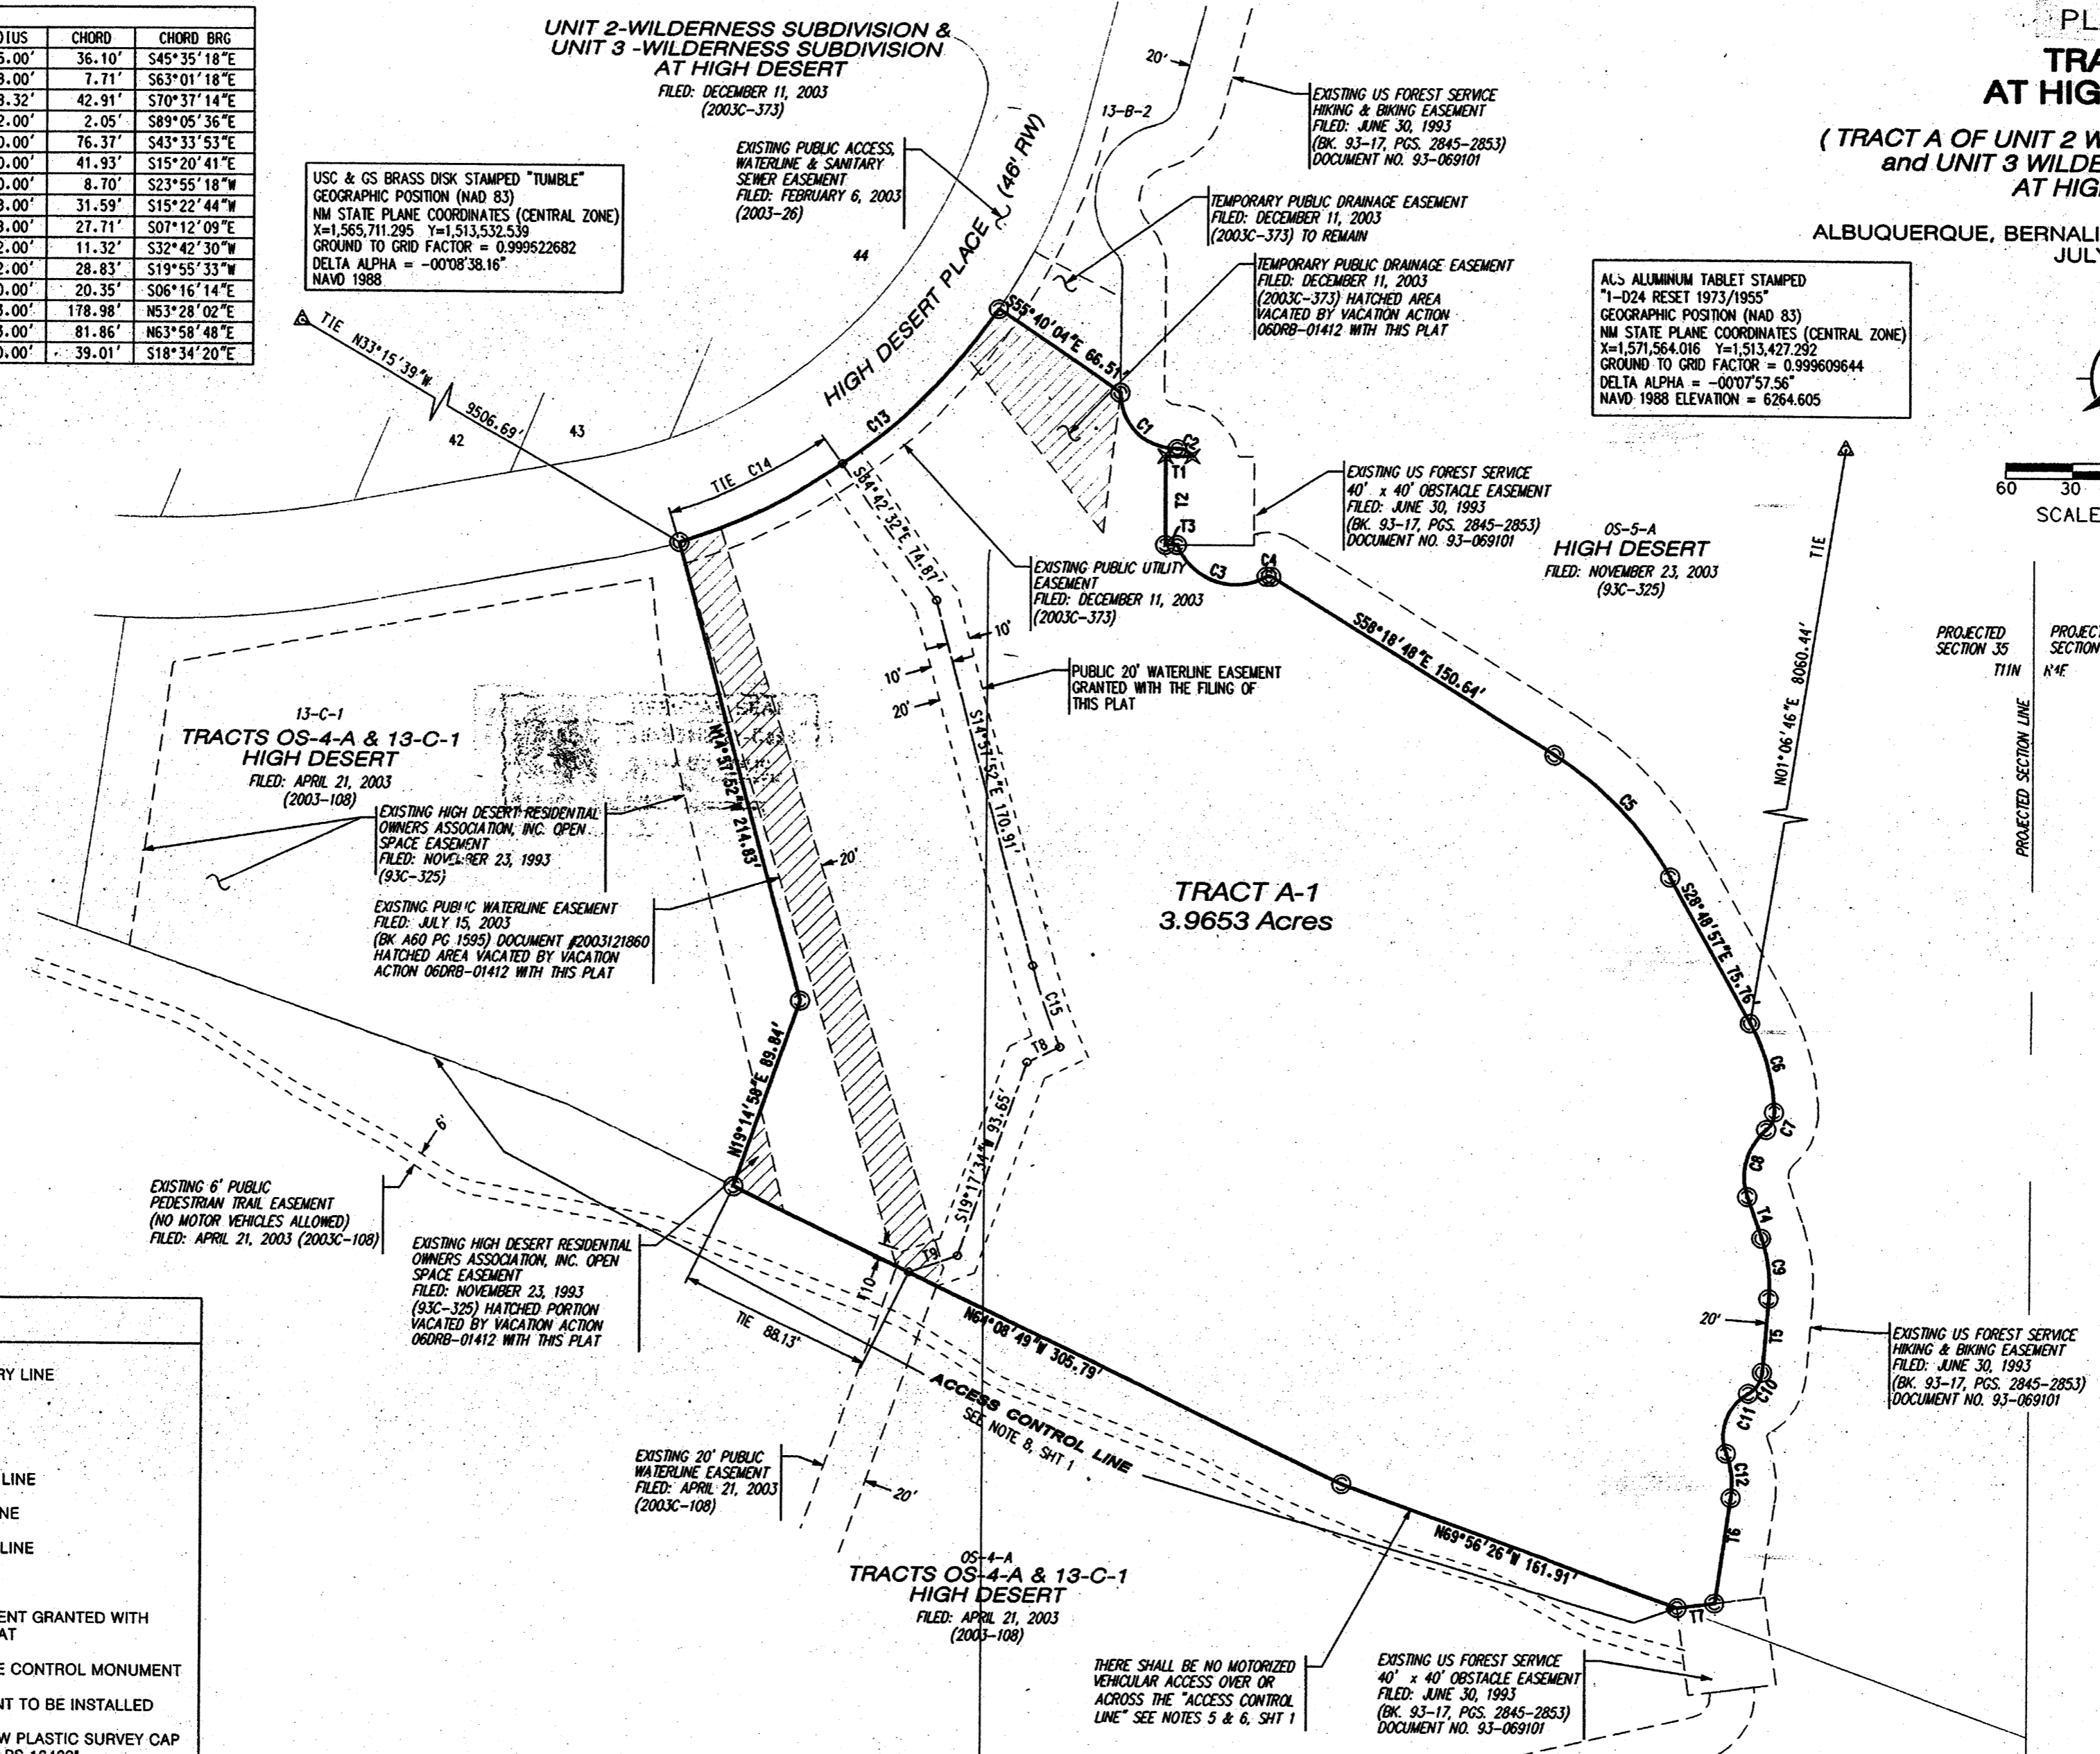 DIUS CHORD CHORD BRG
5.00' 36.10' S45°35'18"E
3.00' 7.71' S63°01'18"E
3.32' 42.91' S70°37'14"E
2.00' 2.05' S89°05'36"E
0.00' 76.37' S43°33'53"E
0.00' 41.93' S15°20'41"E
0.00' 8.70' S23°55'18"W
3.00' 31.59' S15°22'44"W
3.00' 27.71' S07°12'09"E
2.00' 11.32' S32°42'30"W
2.00' 28.83' S19°55'33"W
0.00' 20.35' S06°16'14"E
3.00' 178.98' N53°28'02"E
3.00' 81.86' N63°58'48"E
0.00' 39.01' S18°34'20"E
UNIT 2-WILDERNESS SUBDIVISION &
UNIT 3 -WILDERNESS SUBDIVISION
AT HIGH DESERT
FILED: DECEMBER 11, 2003
(2003C-373)
PL
TRA
AT HIG
( TRACT A OF UNIT 2 W
and UNIT 3 WILDE
AT HIG
ALBUQUERQUE, BERNALI
JULY
USC & GS BRASS DISK STAMPED "TUMBLE"
GEOGRAPHIC POSITION (NAD 83)
NM STATE PLANE COORDINATES (CENTRAL ZONE)
X=1,565,711.295 Y=1,513,532.539
GROUND TO GRID FACTOR = 0.999522682
DELTA ALPHA = -00°08'38.16"
NAVD 1988
EXISTING PUBLIC ACCESS,
WATERLINE & SANITARY
SEWER EASEMENT
FILED: FEBRUARY 6, 2003
(2003-26)
20'
13-B-2
EXISTING US FOREST SERVICE
HIKING & BIKING EASEMENT
FILED: JUNE 30, 1993
(BK. 93-17, PGS. 2845-2853)
DOCUMENT NO. 93-069101
TEMPORARY PUBLIC DRAINAGE EASEMENT
FILED: DECEMBER 11, 2003
(2003C-373) TO REMAIN
TEMPORARY PUBLIC DRAINAGE EASEMENT
FILED: DECEMBER 11, 2003
(2003C-373) HATCHED AREA
VACATED BY VACATION ACTION
06DRB-01412 WITH THIS PLAT
ACS ALUMINUM TABLET STAMPED
"1-D24 RESET 1973/1955"
GEOGRAPHIC POSITION (NAD 83)
NM STATE PLANE COORDINATES (CENTRAL ZONE)
X=1,571,564.016 Y=1,513,427.292
GROUND TO GRID FACTOR = 0.999609644
DELTA ALPHA = -00°07'57.56"
NAVD 1988 ELEVATION = 6264.605
44
HIGH DESERT PLACE (46' RW)
TIE N33°15'39"W
9506.69'
42
43
TIE C14
C13
S55°40'04"E 66.51'
C1
C2
T1
T2
T3
C3
C4
60 30
SCALE
EXISTING US FOREST SERVICE
40' x 40' OBSTACLE EASEMENT
FILED: JUNE 30, 1993
(BK. 93-17, PGS. 2845-2853)
DOCUMENT NO. 93-069101
OS-5-A
HIGH DESERT
FILED: NOVEMBER 23, 2003
(93C-325)
EXISTING PUBLIC UTILITY
EASEMENT
FILED: DECEMBER 11, 2003
(2003C-373)
S84°42'32"E 74.87'
S58°18'48"E 150.64'
TIE
N01°06'46"E 8060.44'
PROJECTED
SECTION 35
PROJECT
SECTION
T11N R4E
PROJECTED SECTION LINE
10'
10'
20'
PUBLIC 20' WATERLINE EASEMENT
GRANTED WITH THE FILING OF
THIS PLAT
13-C-1
TRACTS OS-4-A & 13-C-1
HIGH DESERT
FILED: APRIL 21, 2003
(2003-108)
N14°57'52"W 214.83'
S14°57'52"E 170.91'
EXISTING HIGH DESERT RESIDENTIAL
OWNERS ASSOCIATION, INC. OPEN
SPACE EASEMENT
FILED: NOVEMBER 23, 1993
(93C-325)
20'
C5
TRACT A-1
3.9653 Acres
S28°48'57"E 75.76'
EXISTING PUBLIC WATERLINE EASEMENT
FILED: JULY 15, 2003
(BK A60 PG 1595) DOCUMENT #2003121860
HATCHED AREA VACATED BY VACATION
ACTION 06DRB-01412 WITH THIS PLAT
C15
T8
C6
C7
C8
T4
C9
T5
C10
C11
C12
T6
T7
N19°14'58"E 89.84'
S19°17'34"W 93.65'
6'
EXISTING 6' PUBLIC
PEDESTRIAN TRAIL EASEMENT
(NO MOTOR VEHICLES ALLOWED)
FILED: APRIL 21, 2003 (2003C-108)
EXISTING HIGH DESERT RESIDENTIAL
OWNERS ASSOCIATION, INC. OPEN
SPACE EASEMENT
FILED: NOVEMBER 23, 1993
(93C-325) HATCHED PORTION
VACATED BY VACATION ACTION
06DRB-01412 WITH THIS PLAT
T9
T10
TIE 88.13'
N64°08'49"W 305.79'
20'
EXISTING US FOREST SERVICE
HIKING & BIKING EASEMENT
FILED: JUNE 30, 1993
(BK. 93-17, PGS. 2845-2853)
DOCUMENT NO. 93-069101
ACCESS CONTROL LINE
SEE NOTE 8, SHT 1
EXISTING 20' PUBLIC
WATERLINE EASEMENT
FILED: APRIL 21, 2003
(2003C-108)
20'
N69°56'26"W 161.91'
OS-4-A
TRACTS OS-4-A & 13-C-1
HIGH DESERT
FILED: APRIL 21, 2003
(2003-108)
THERE SHALL BE NO MOTORIZED
VEHICULAR ACCESS OVER OR
ACROSS THE "ACCESS CONTROL
LINE" SEE NOTES 5 & 6, SHT 1
EXISTING US FOREST SERVICE
40' x 40' OBSTACLE EASEMENT
FILED: JUNE 30, 1993
(BK. 93-17, PGS. 2845-2853)
DOCUMENT NO. 93-069101
RY LINE
LINE
NE
LINE
ENT GRANTED WITH
AT
E CONTROL MONUMENT
NT TO BE INSTALLED
W PLASTIC SURVEY CAP